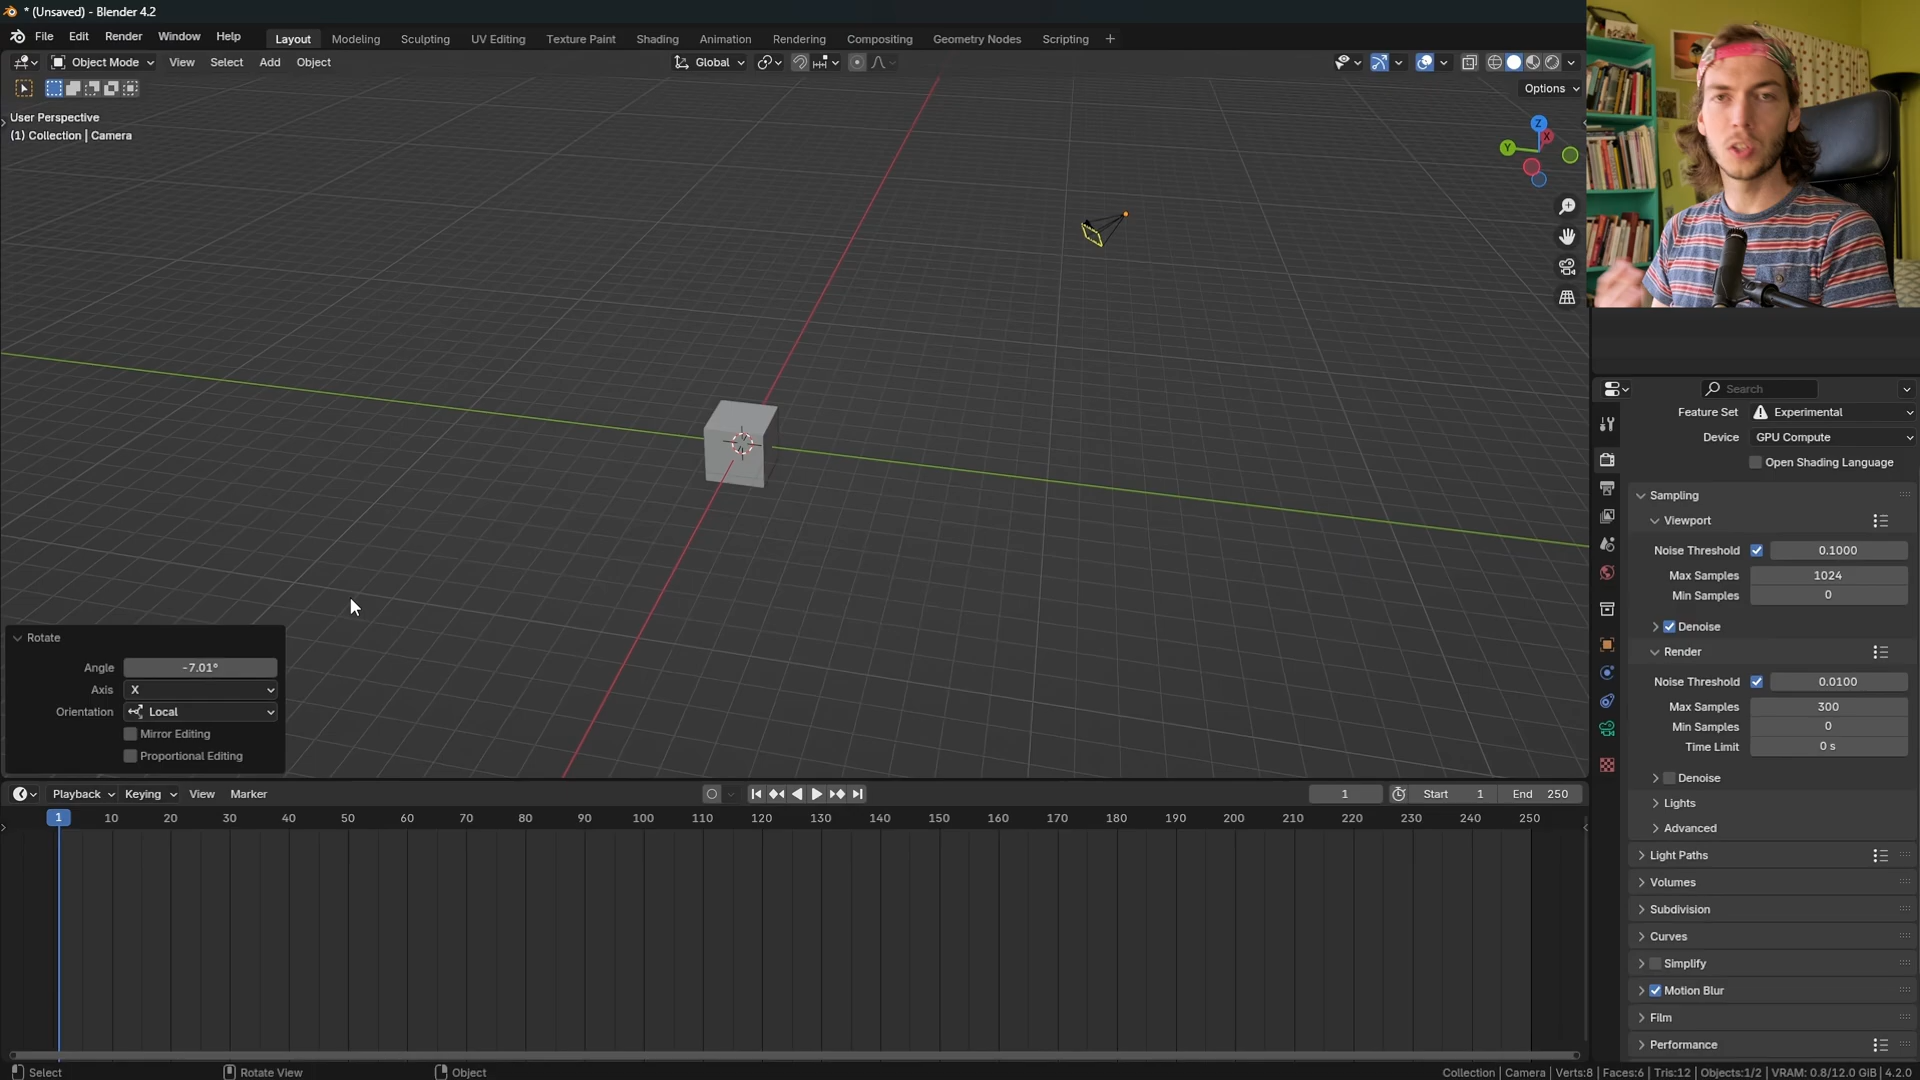 * (Unsaved) - Blender 4.2
File Edit Render Window Help Layout Modeling Sculpting UV Editing Texture Paint Shading Animation Rendering Compositing Geometry Nodes Scripting +
Object Mode View Select Add Object Global
Options
User Perspective
(1) Collection | Camera
Z
X
Y
Search
Feature Set Experimental
Device GPU Compute
Open Shading Language
Sampling
Viewport
Noise Threshold 0.1000
Max Samples 1024
Min Samples 0
Denoise
Render
Noise Threshold 0.0100
Max Samples 300
Min Samples 0
Time Limit 0 s
Denoise
Lights
Advanced
Light Paths
Volumes
Subdivision
Curves
Simplify
Motion Blur
Film
Performance
Rotate
Angle -7.01°
Axis X
Orientation Local
Mirror Editing
Proportional Editing
Playback Keying View Marker 1 Start 1 End 250
1 10 20 30 40 50 60 70 80 90 100 110 120 130 140 150 160 170 180 190 200 210 220 230 240 250
Select Rotate View Object Collection | Camera | Verts:8 | Faces:6 | Tris:12 | Objects:1/2 | VRAM: 0.8/12.0 GiB | 4.2.0